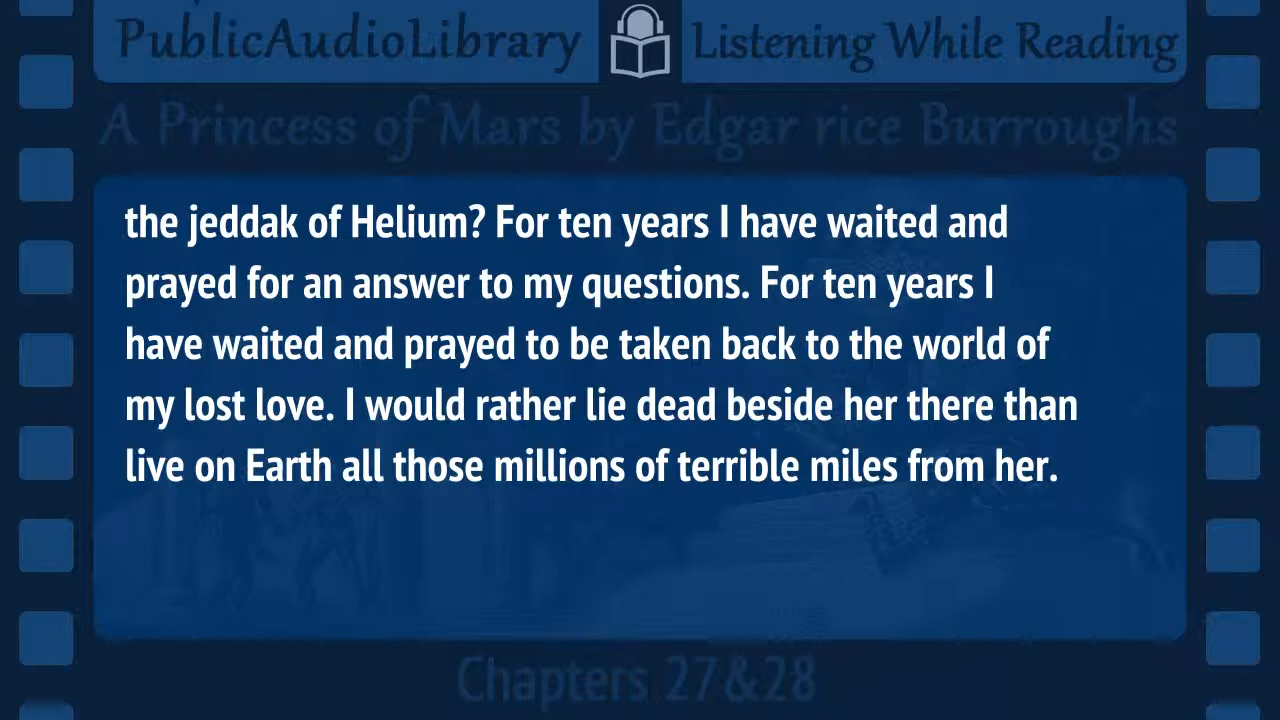 PublicAudioLibrary Listening While Reading
A Princess of Mars by Edgar rice Burroughs
the jeddak of Helium? For ten years I have waited and
prayed for an answer to my questions. For ten years I
have waited and prayed to be taken back to the world of
my lost love. I would rather lie dead beside her there than
live on Earth all those millions of terrible miles from her.
Chapters 27&28